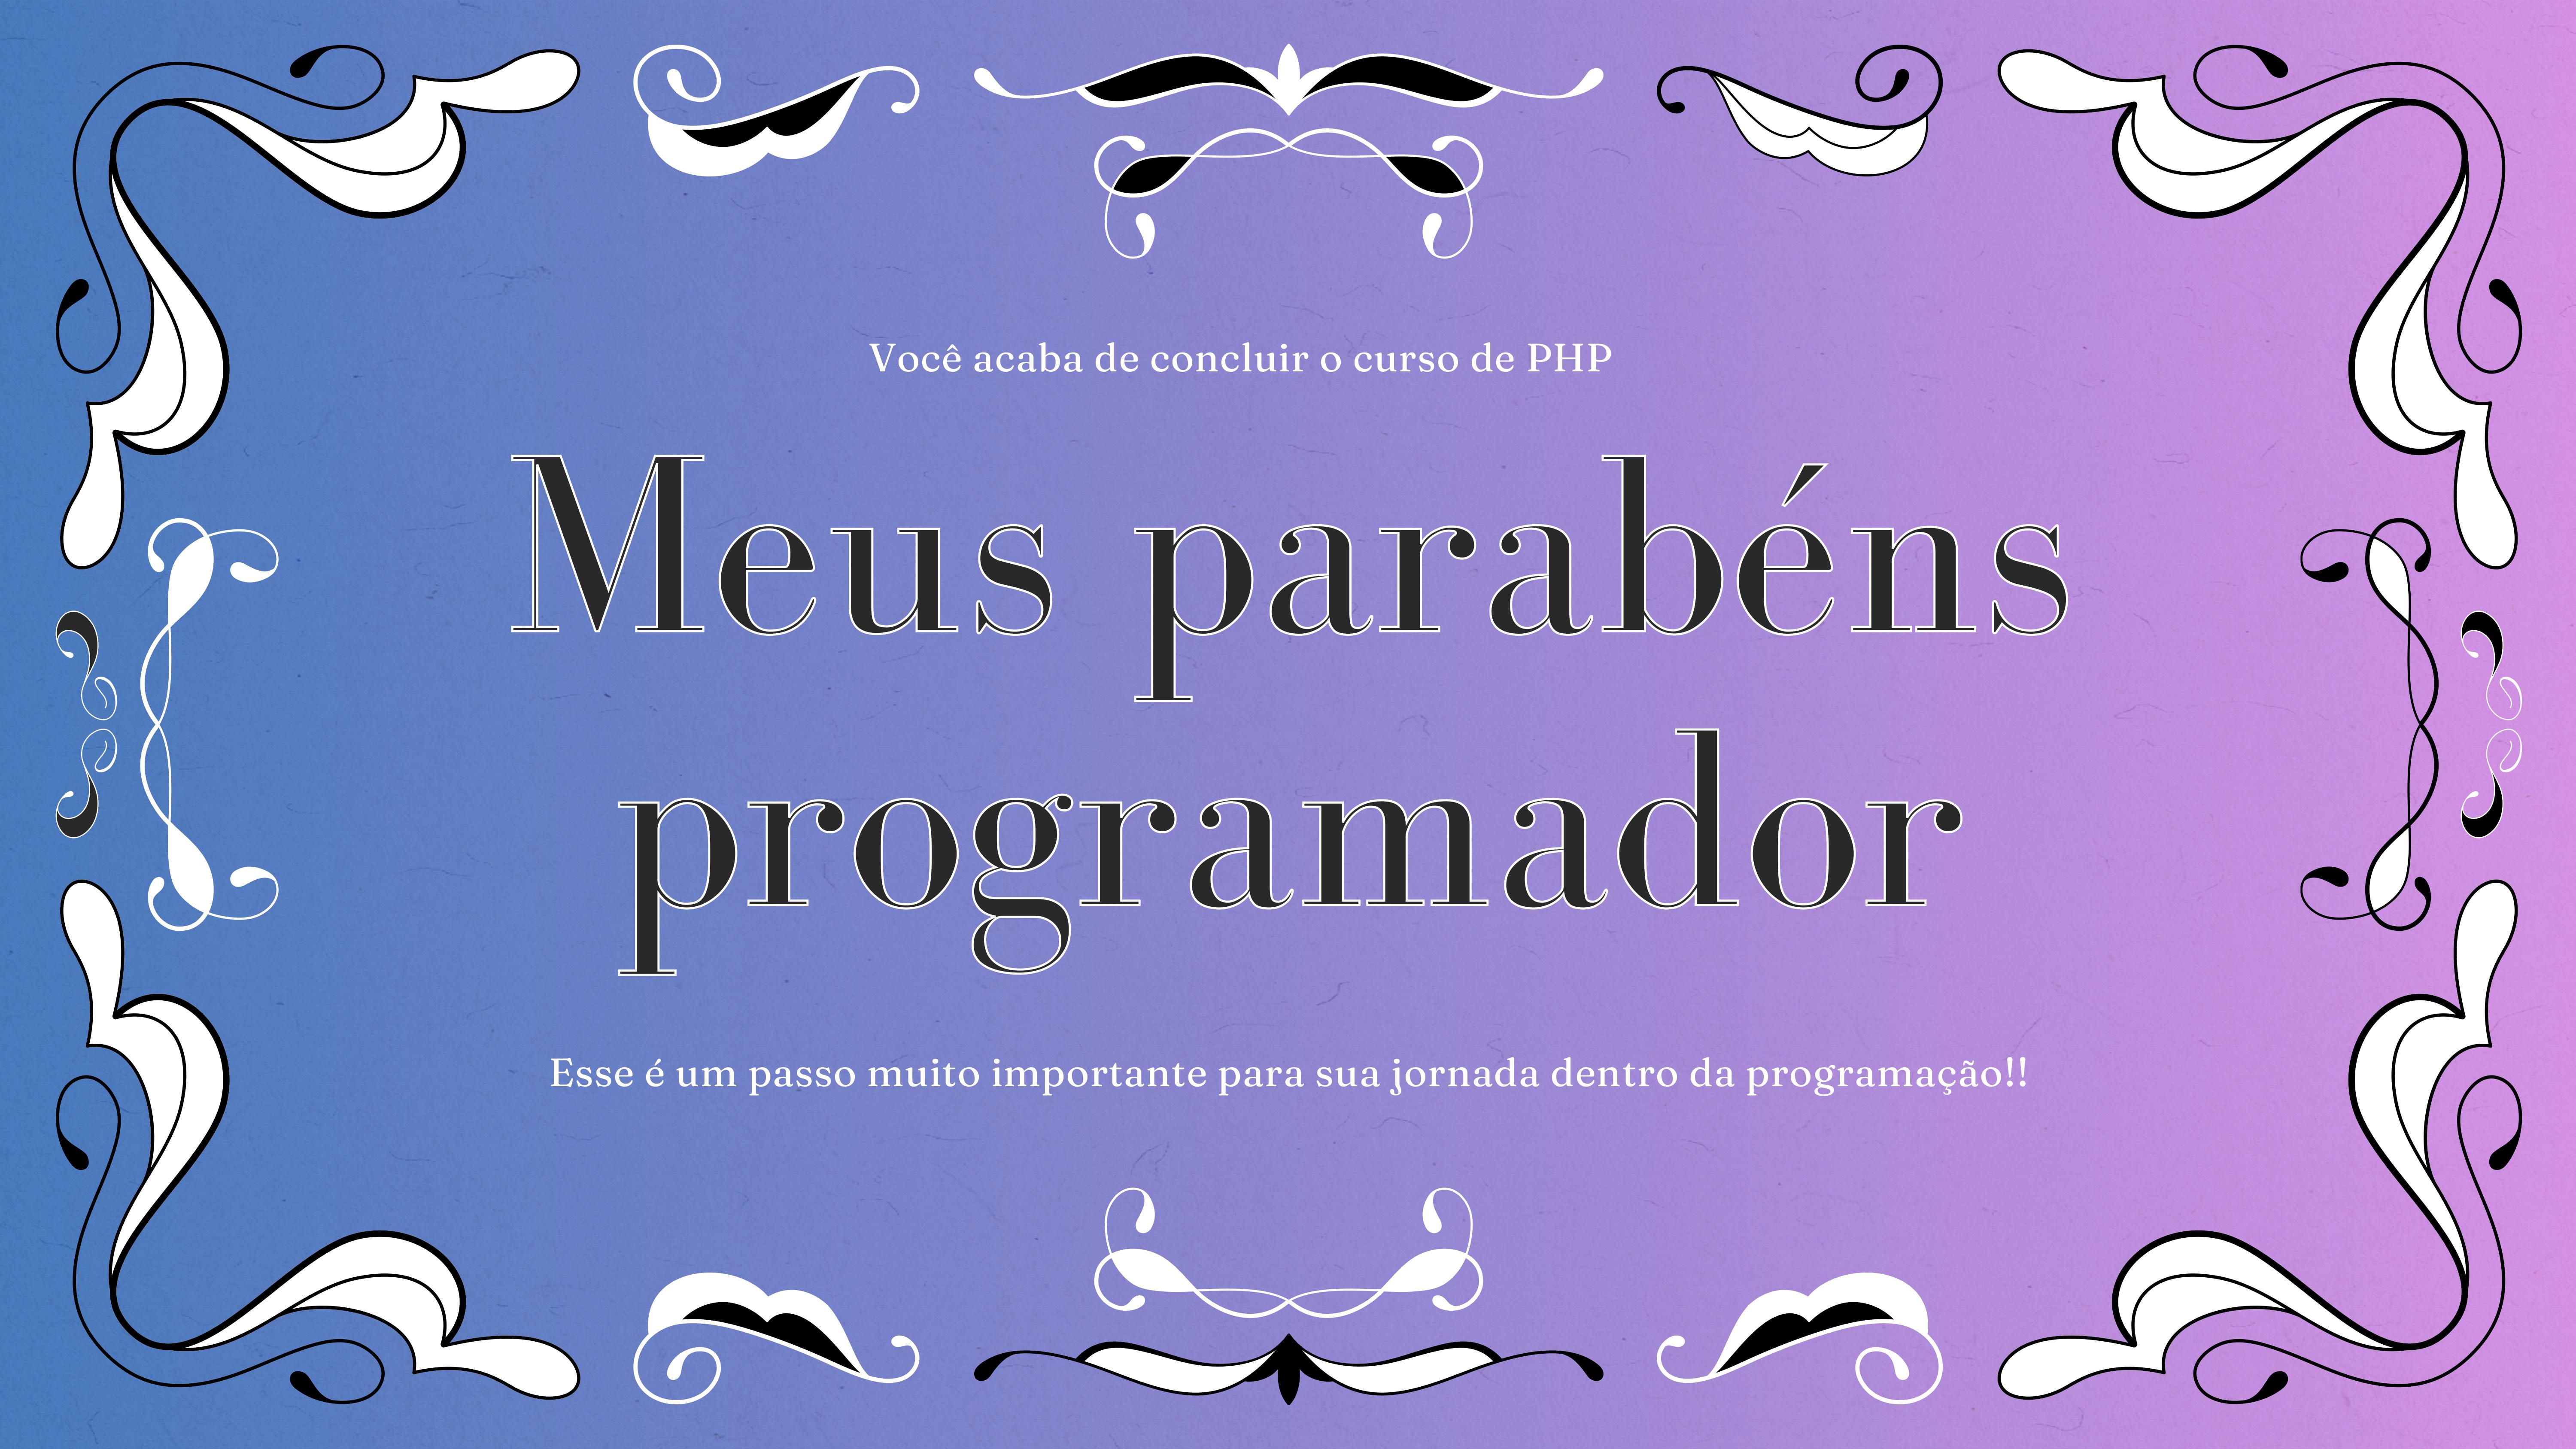 Você acaba de concluir o curso de PHP
Meus parabéns
programador
Esse é um passo muito importante para sua jornada dentro da programação!!